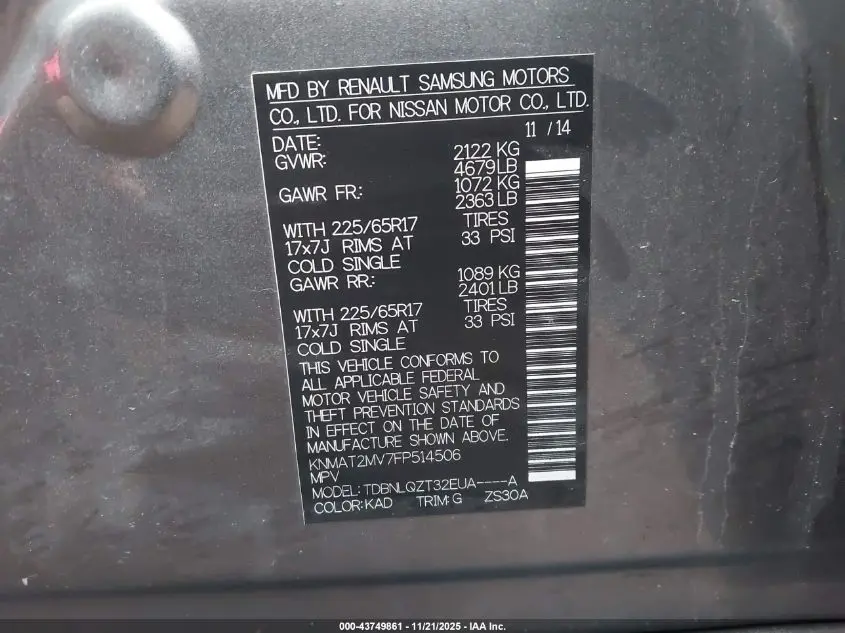 MFD BY RENAULT SAMSUNG MOTORS
CO., LTD. FOR NISSAN MOTOR CO., LTD.
DATE: 11 / 14
GVWR: 2122 KG
4679 LB
GAWR FR.: 1072 KG
2363 LB
WITH 225/65R17 TIRES
17x7J RIMS AT 33 PSI
COLD SINGLE
GAWR RR.: 1089 KG
2401 LB
WITH 225/65R17 TIRES
17x7J RIMS AT 33 PSI
COLD SINGLE
THIS VEHICLE CONFORMS TO
ALL APPLICABLE FEDERAL
MOTOR VEHICLE SAFETY AND
THEFT PREVENTION STANDARDS
IN EFFECT ON THE DATE OF
MANUFACTURE SHOWN ABOVE.
KNMAT2MV7FP514506
MPV
MODEL: TDBNLQZT32EUA----A
COLOR: KAD TRIM: G ZS30A
000-43749861 - 11/21/2025 - IAA Inc.